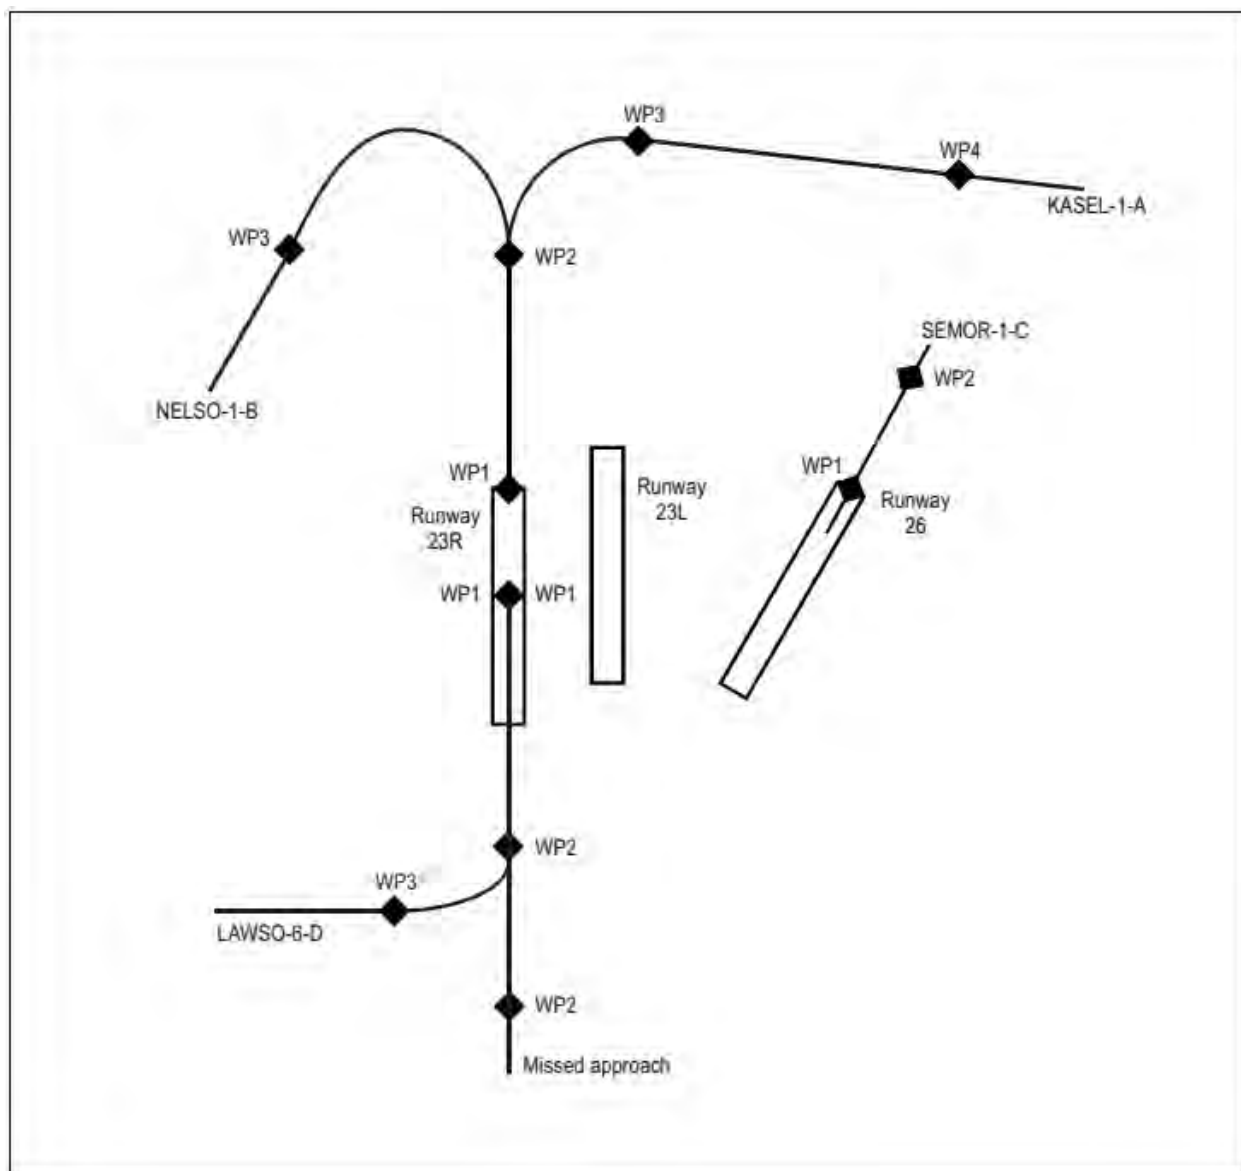 WP3
WP4
KASEL-1-A
WP3
WP2
SEMOR-1-C
WP2
NELSO-1-B
WP1
Runway
23R
Runway
23L
WP1
Runway
26
WP1
WP1
WP2
WP3
LAWSO-6-D
WP2
Missed approach